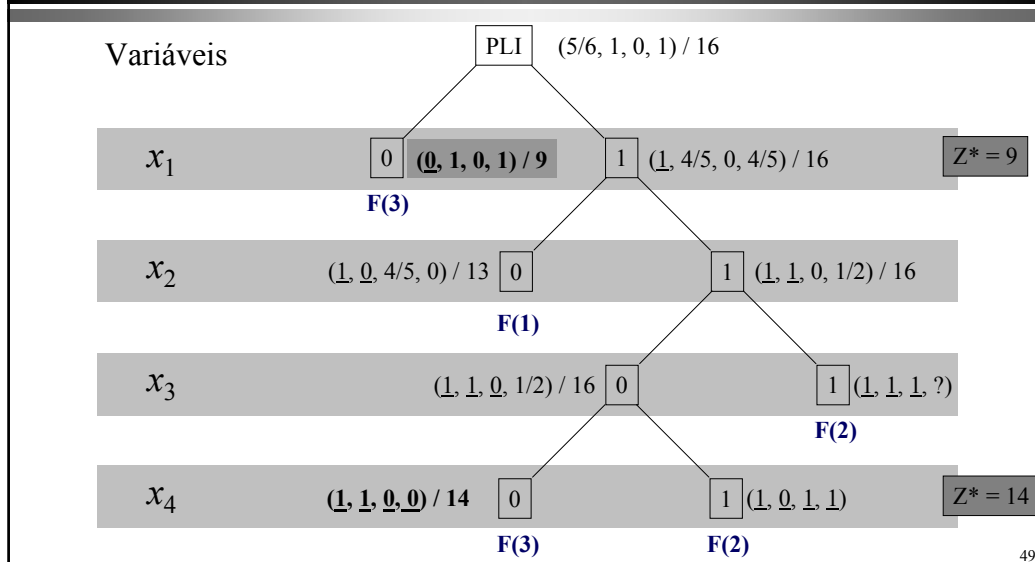 Variáveis
PLI (5/6, 1, 0, 1) / 16
x1 0 (0, 1, 0, 1) / 9 1 (1, 4/5, 0, 4/5) / 16 Z* = 9
F(3)
x2 (1, 0, 4/5, 0) / 13 0 1 (1, 1, 0, 1/2) / 16
F(1)
x3 (1, 1, 0, 1/2) / 16 0 1 (1, 1, 1, ?)
F(2)
x4 (1, 1, 0, 0) / 14 0 1 (1, 0, 1, 1) Z* = 14
F(3) F(2)
49